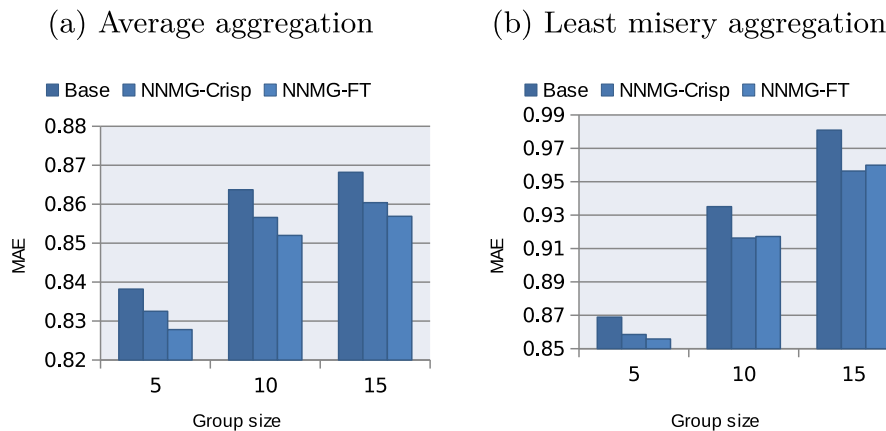 (a) Average aggregation
Base NNMG-Crisp NNMG-FT
0.88
0.87
0.86
0.85
0.84
0.83
0.82
MAE
5 10 15
Group size
(b) Least misery aggregation
Base NNMG-Crisp NNMG-FT
0.99
0.97
0.95
0.93
0.91
0.89
0.87
0.85
MAE
5 10 15
Group size